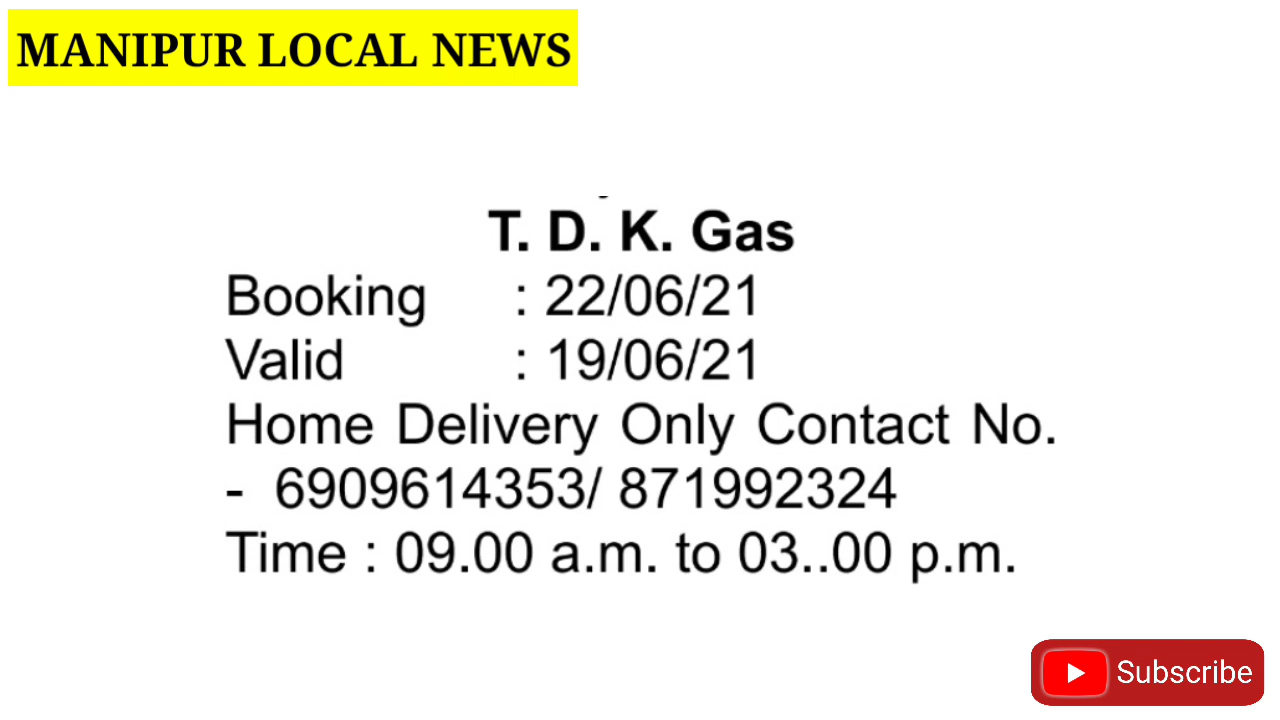 MANIPUR LOCAL NEWS
T. D. K. Gas
Booking : 22/06/21
Valid : 19/06/21
Home Delivery Only Contact No.
- 6909614353/ 871992324
Time : 09.00 a.m. to 03..00 p.m.
Subscribe